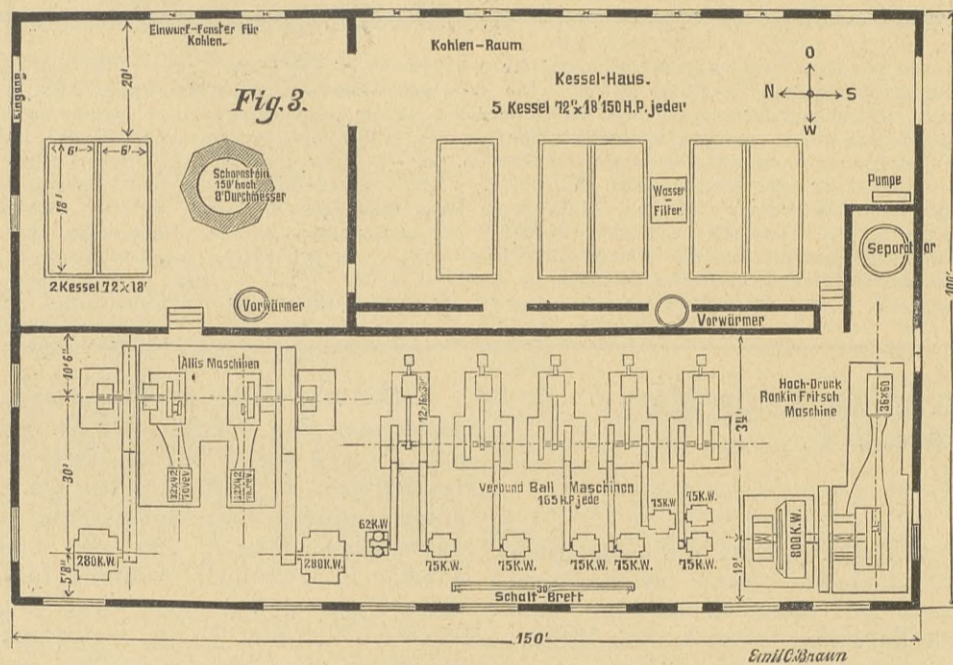 Einwurf-Fenster für
Kohlen.
Eingang
20'
Fig. 3.
Kohlen-Raum
Kessel-Haus.
5 Kessel 72"x18' 150 H.P. jeder
O
N
S
W
6'
6'
18'
Schornstein
150' hoch
8' Durchmesser
Wasser
-
Filter.
Pumpe
Separator
2 Kessel 72x18'
Vorwärmer
Vorwärmer
100'
10' 6"
Allis Maschinen
12x16x30"
34'
Hoch-Druck
Rankin Fritsch
Maschine
36x60
30'
Verbund Ball Maschinen
165 H.P. jede
75 K.W
75 K.W.
62 K.W
800 K.W.
5' 8"
280 K.W.
280 K.W.
75 K.W.
75 K.W.
75 K.W.
75 K.W.
75 K.W.
12'
30'
Schalt-Brett
150'
Emil C. Braun